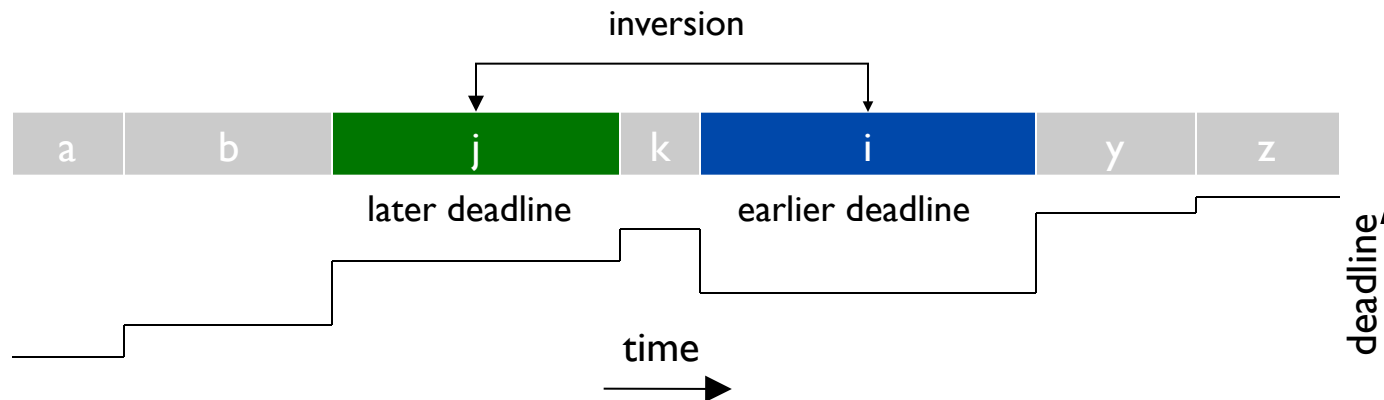 inversion
a b j k i y z
later deadline earlier deadline
deadline
time